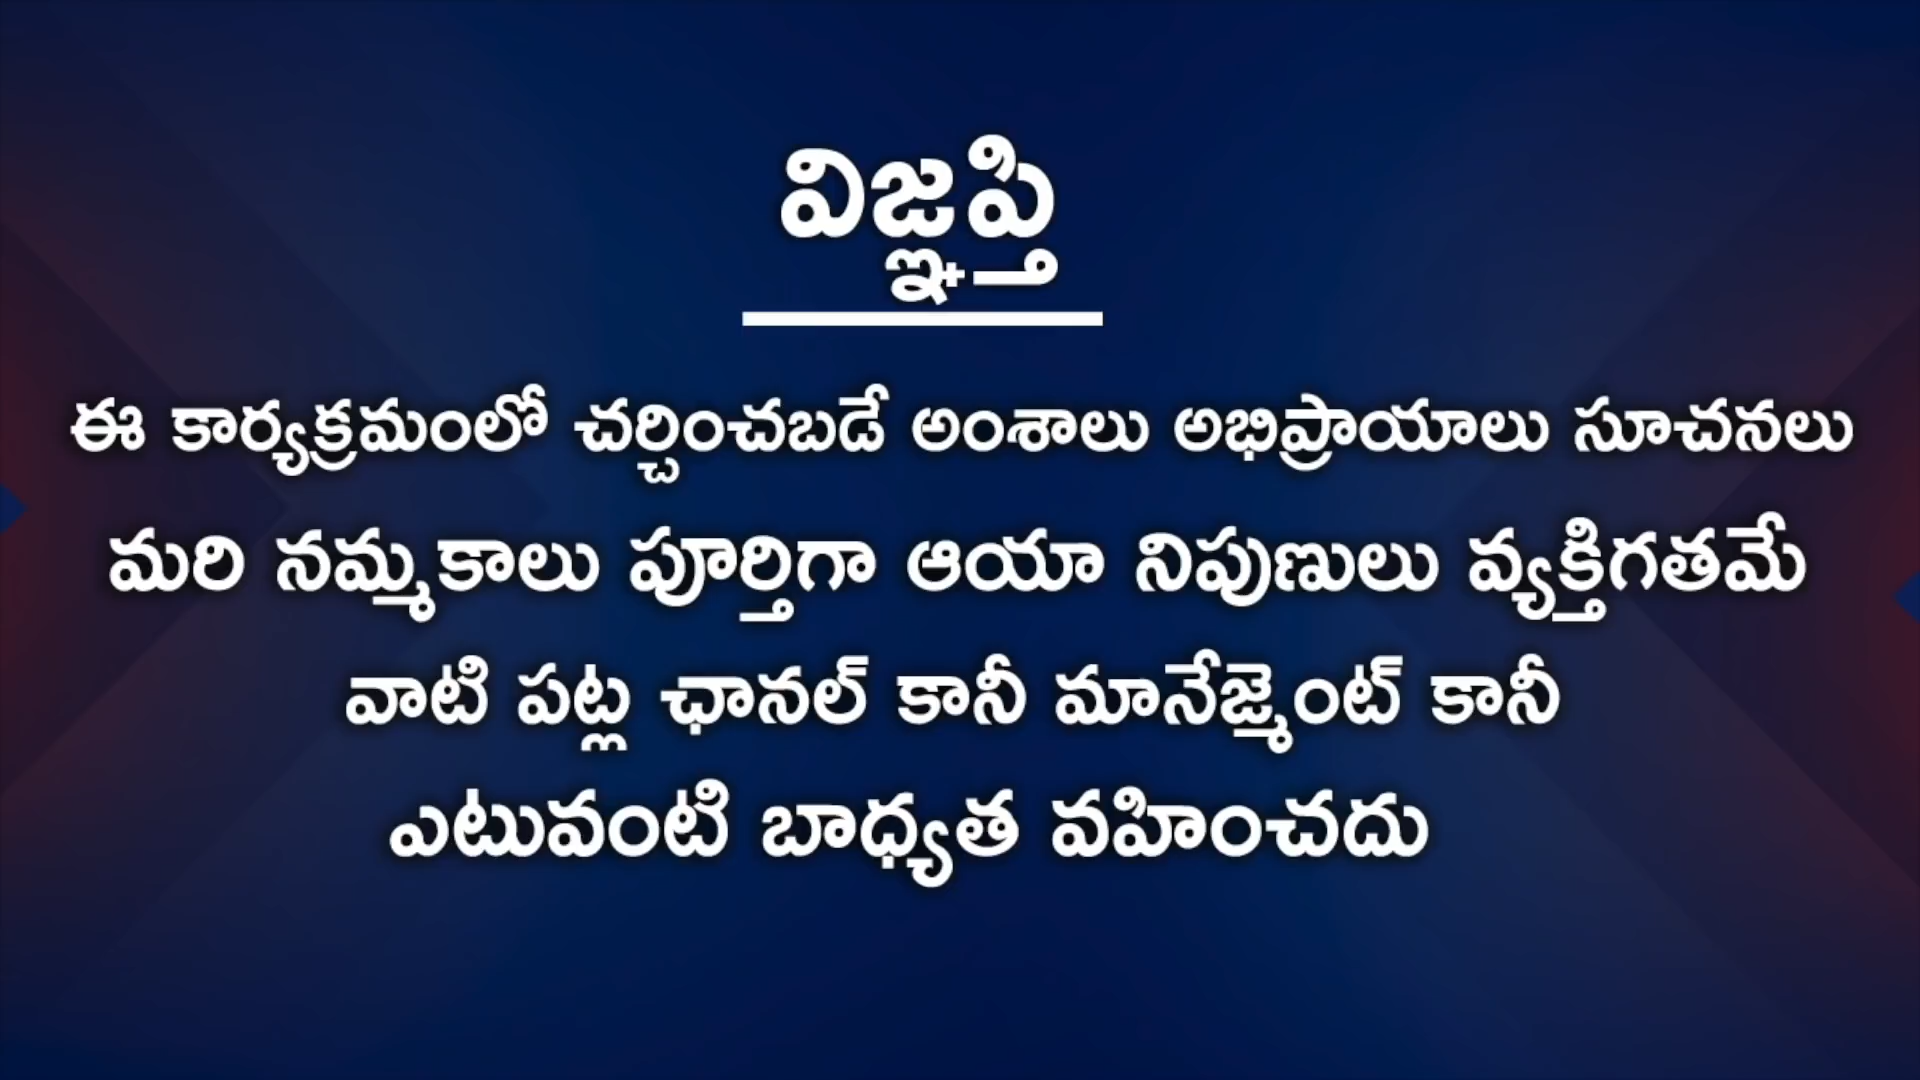 విజ్ఞప్తి
ఈ కార్యక్రమంలో చర్చించబడే అంశాలు అభిప్రాయాలు సూచనలు
మరి నమ్మకాలు పూర్తిగా ఆయా నిపుణులు వ్యక్తిగతమే
వాటి పట్ల ఛానల్ కానీ మానేజ్మెంట్ కానీ
ఎటువంటి బాధ్యత వహించదు